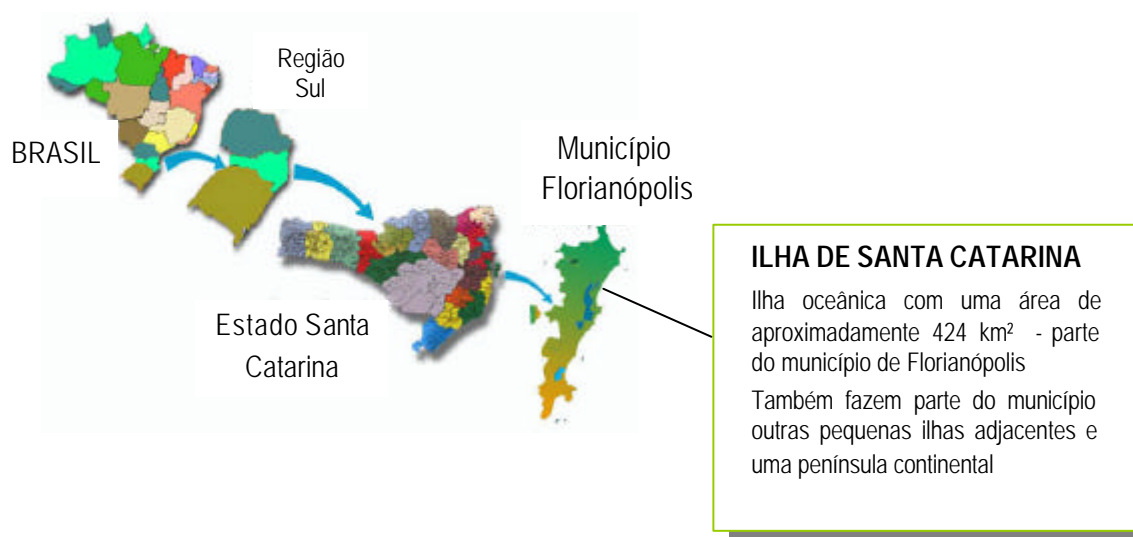 Região
Sul
BRASIL
Município
Florianópolis
Estado Santa
Catarina
ILHA DE SANTA CATARINA
Ilha oceânica com uma área de
aproximadamente 424 km² - parte
do município de Florianópolis
Também fazem parte do município
outras pequenas ilhas adjacentes e
uma península continental